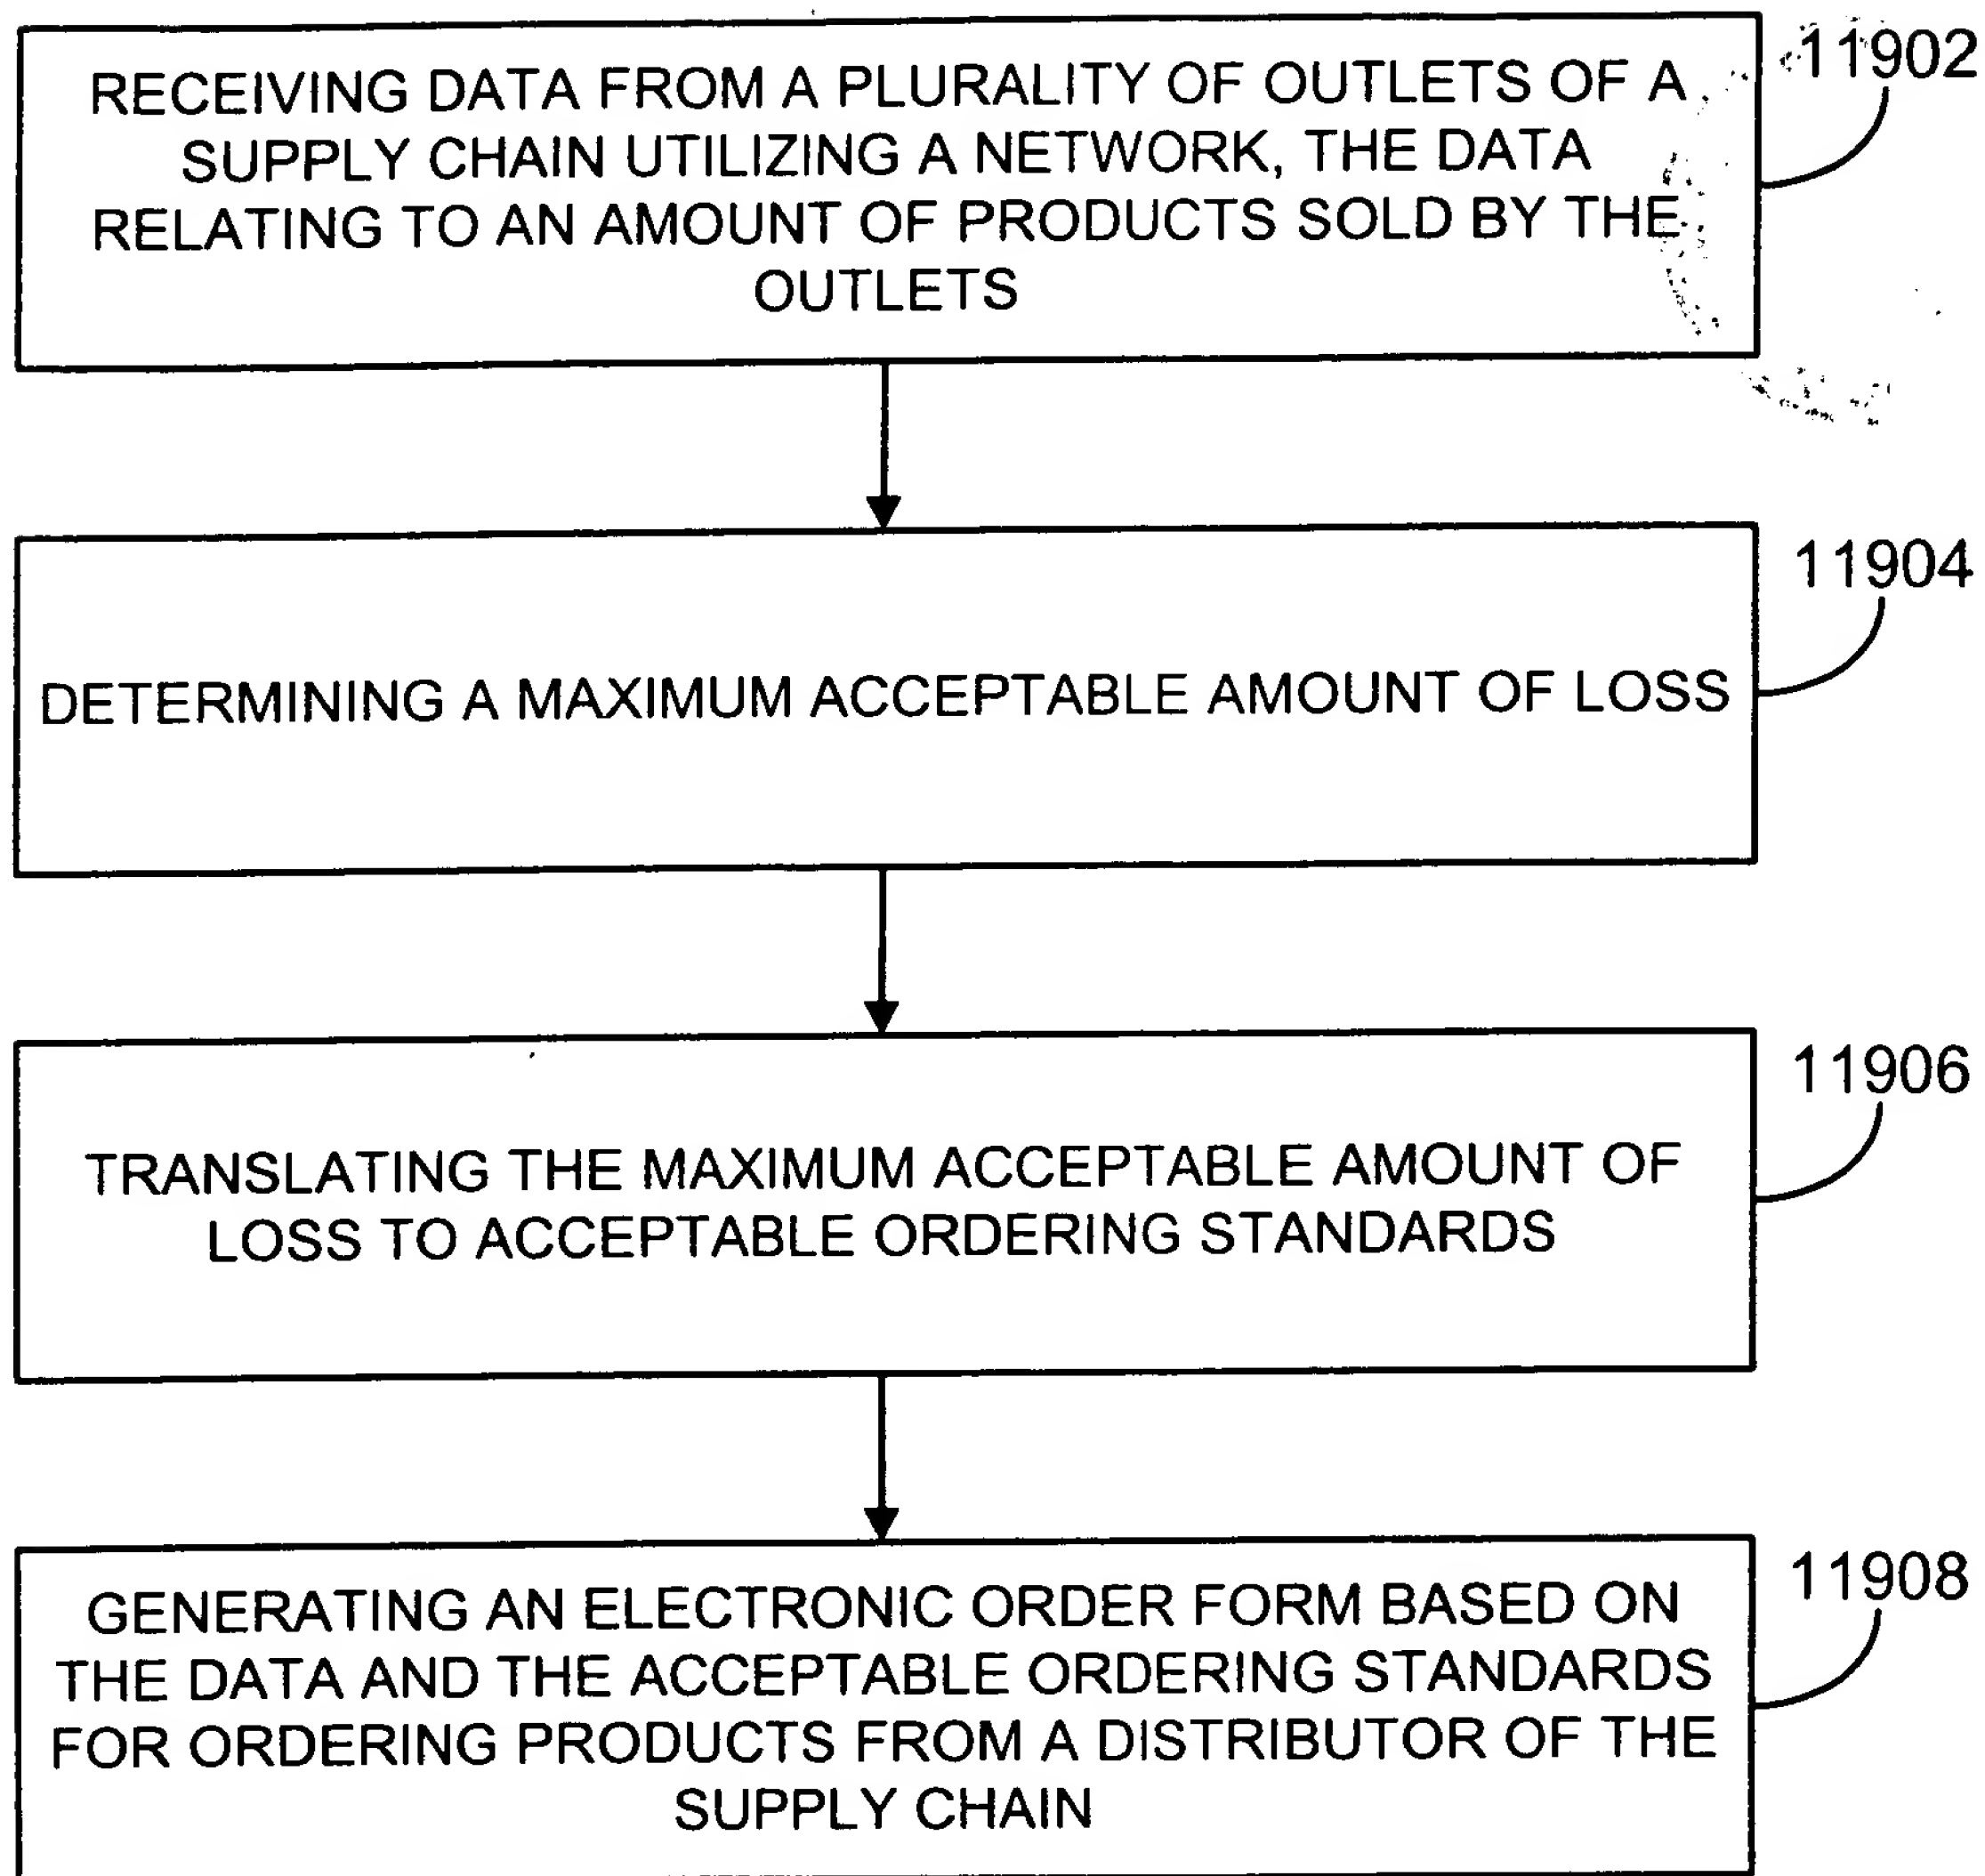 RECEIVING DATA FROM A PLURALITY OF OUTLETS OF A
SUPPLY CHAIN UTILIZING A NETWORK, THE DATA
RELATING TO AN AMOUNT OF PRODUCTS SOLD BY THE
OUTLETS
11902
DETERMINING A MAXIMUM ACCEPTABLE AMOUNT OF LOSS
11904
TRANSLATING THE MAXIMUM ACCEPTABLE AMOUNT OF
LOSS TO ACCEPTABLE ORDERING STANDARDS
11906
GENERATING AN ELECTRONIC ORDER FORM BASED ON
THE DATA AND THE ACCEPTABLE ORDERING STANDARDS
FOR ORDERING PRODUCTS FROM A DISTRIBUTOR OF THE
SUPPLY CHAIN
11908